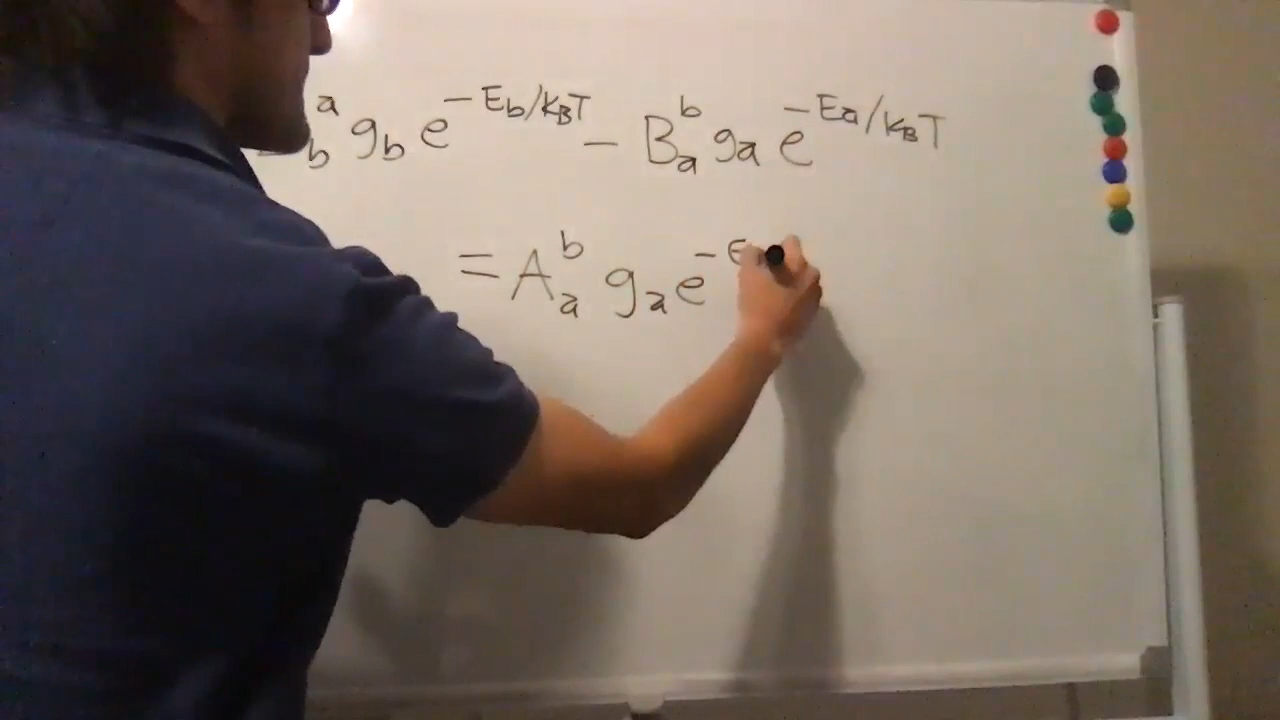 a b g_b e^{-E_b/k_BT} - B_a^b g_a e^{-E_a/k_BT}
= A_a^b g_a e^{-E